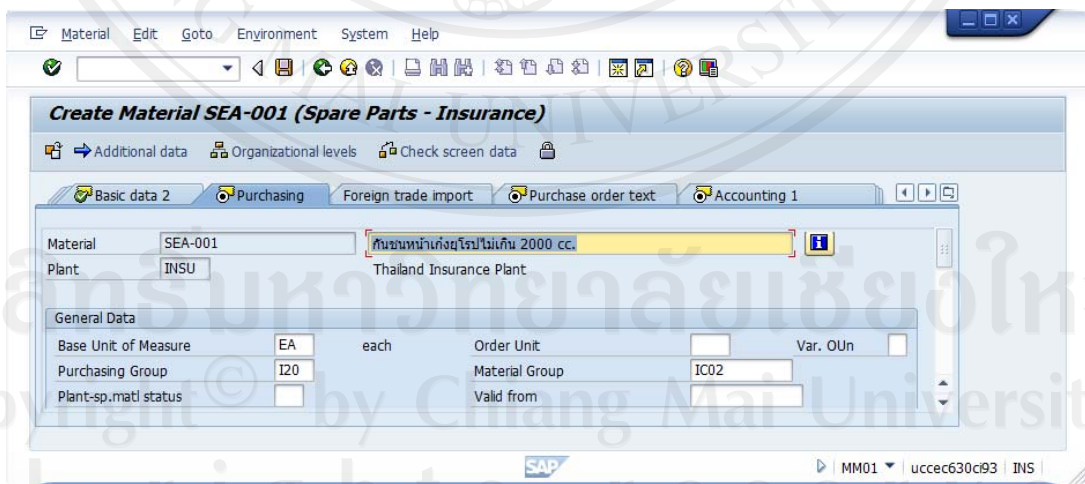 Material Edit Goto Environment System Help
Create Material SEA-001 (Spare Parts - Insurance)
Additional data Organizational levels Check screen data
Basic data 2 Purchasing Foreign trade import Purchase order text Accounting 1
Material SEA-001 กันชนหน้าเก๋งยุโรปไม่เกิน 2000 cc.
Plant INSU Thailand Insurance Plant
General Data
Base Unit of Measure EA each Order Unit Var. OUn
Purchasing Group I20 Material Group IC02
Plant-sp.matl status Valid from
SAP MM01 uccec630ci93 INS